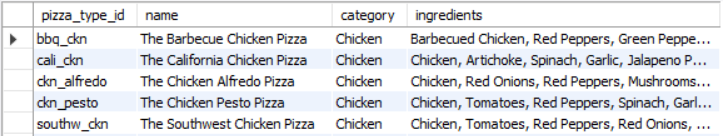 pizza_type_id name category ingredients
bbq_ckn The Barbecue Chicken Pizza Chicken Barbecued Chicken, Red Peppers, Green Peppe...
cali_ckn The California Chicken Pizza Chicken Chicken, Artichoke, Spinach, Garlic, Jalapeno P...
ckn_alfredo The Chicken Alfredo Pizza Chicken Chicken, Red Onions, Red Peppers, Mushrooms...
ckn_pesto The Chicken Pesto Pizza Chicken Chicken, Tomatoes, Red Peppers, Spinach, Garl...
southw_ckn The Southwest Chicken Pizza Chicken Chicken, Tomatoes, Red Peppers, Red Onions, ...